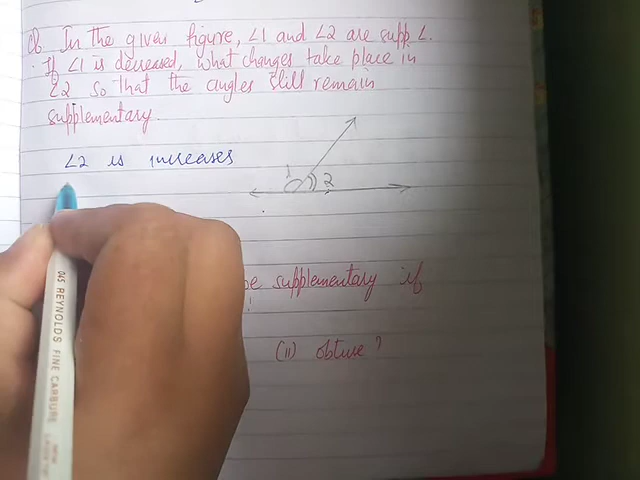 Q In the given figure, ∠1 and ∠2 are supp ∠.
If ∠1 is decreased, what changes take place in
∠2 so that the angles still remain
supplementary.
∠2 is increases
1
2
be supplementary if
(ii) obtuse ?
045 REYNOLDS FINE CARBURE